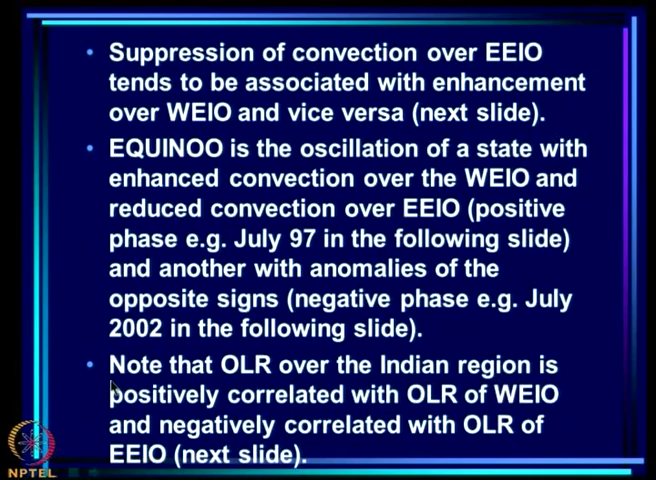 • Suppression of convection over EEIO
tends to be associated with enhancement
over WEIO and vice versa (next slide).
• EQUINOO is the oscillation of a state with
enhanced convection over the WEIO and
reduced convection over EEIO (positive
phase e.g. July 97 in the following slide)
and another with anomalies of the
opposite signs (negative phase e.g. July
2002 in the following slide).
• Note that OLR over the Indian region is
positively correlated with OLR of WEIO
and negatively correlated with OLR of
EEIO (next slide).
NPTEL